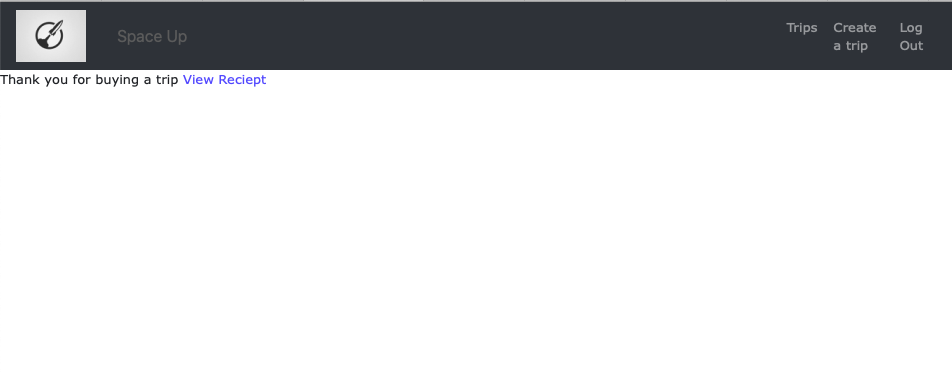 Space Up
Trips
Create
a trip
Log
Out
Thank you for buying a trip View Reciept